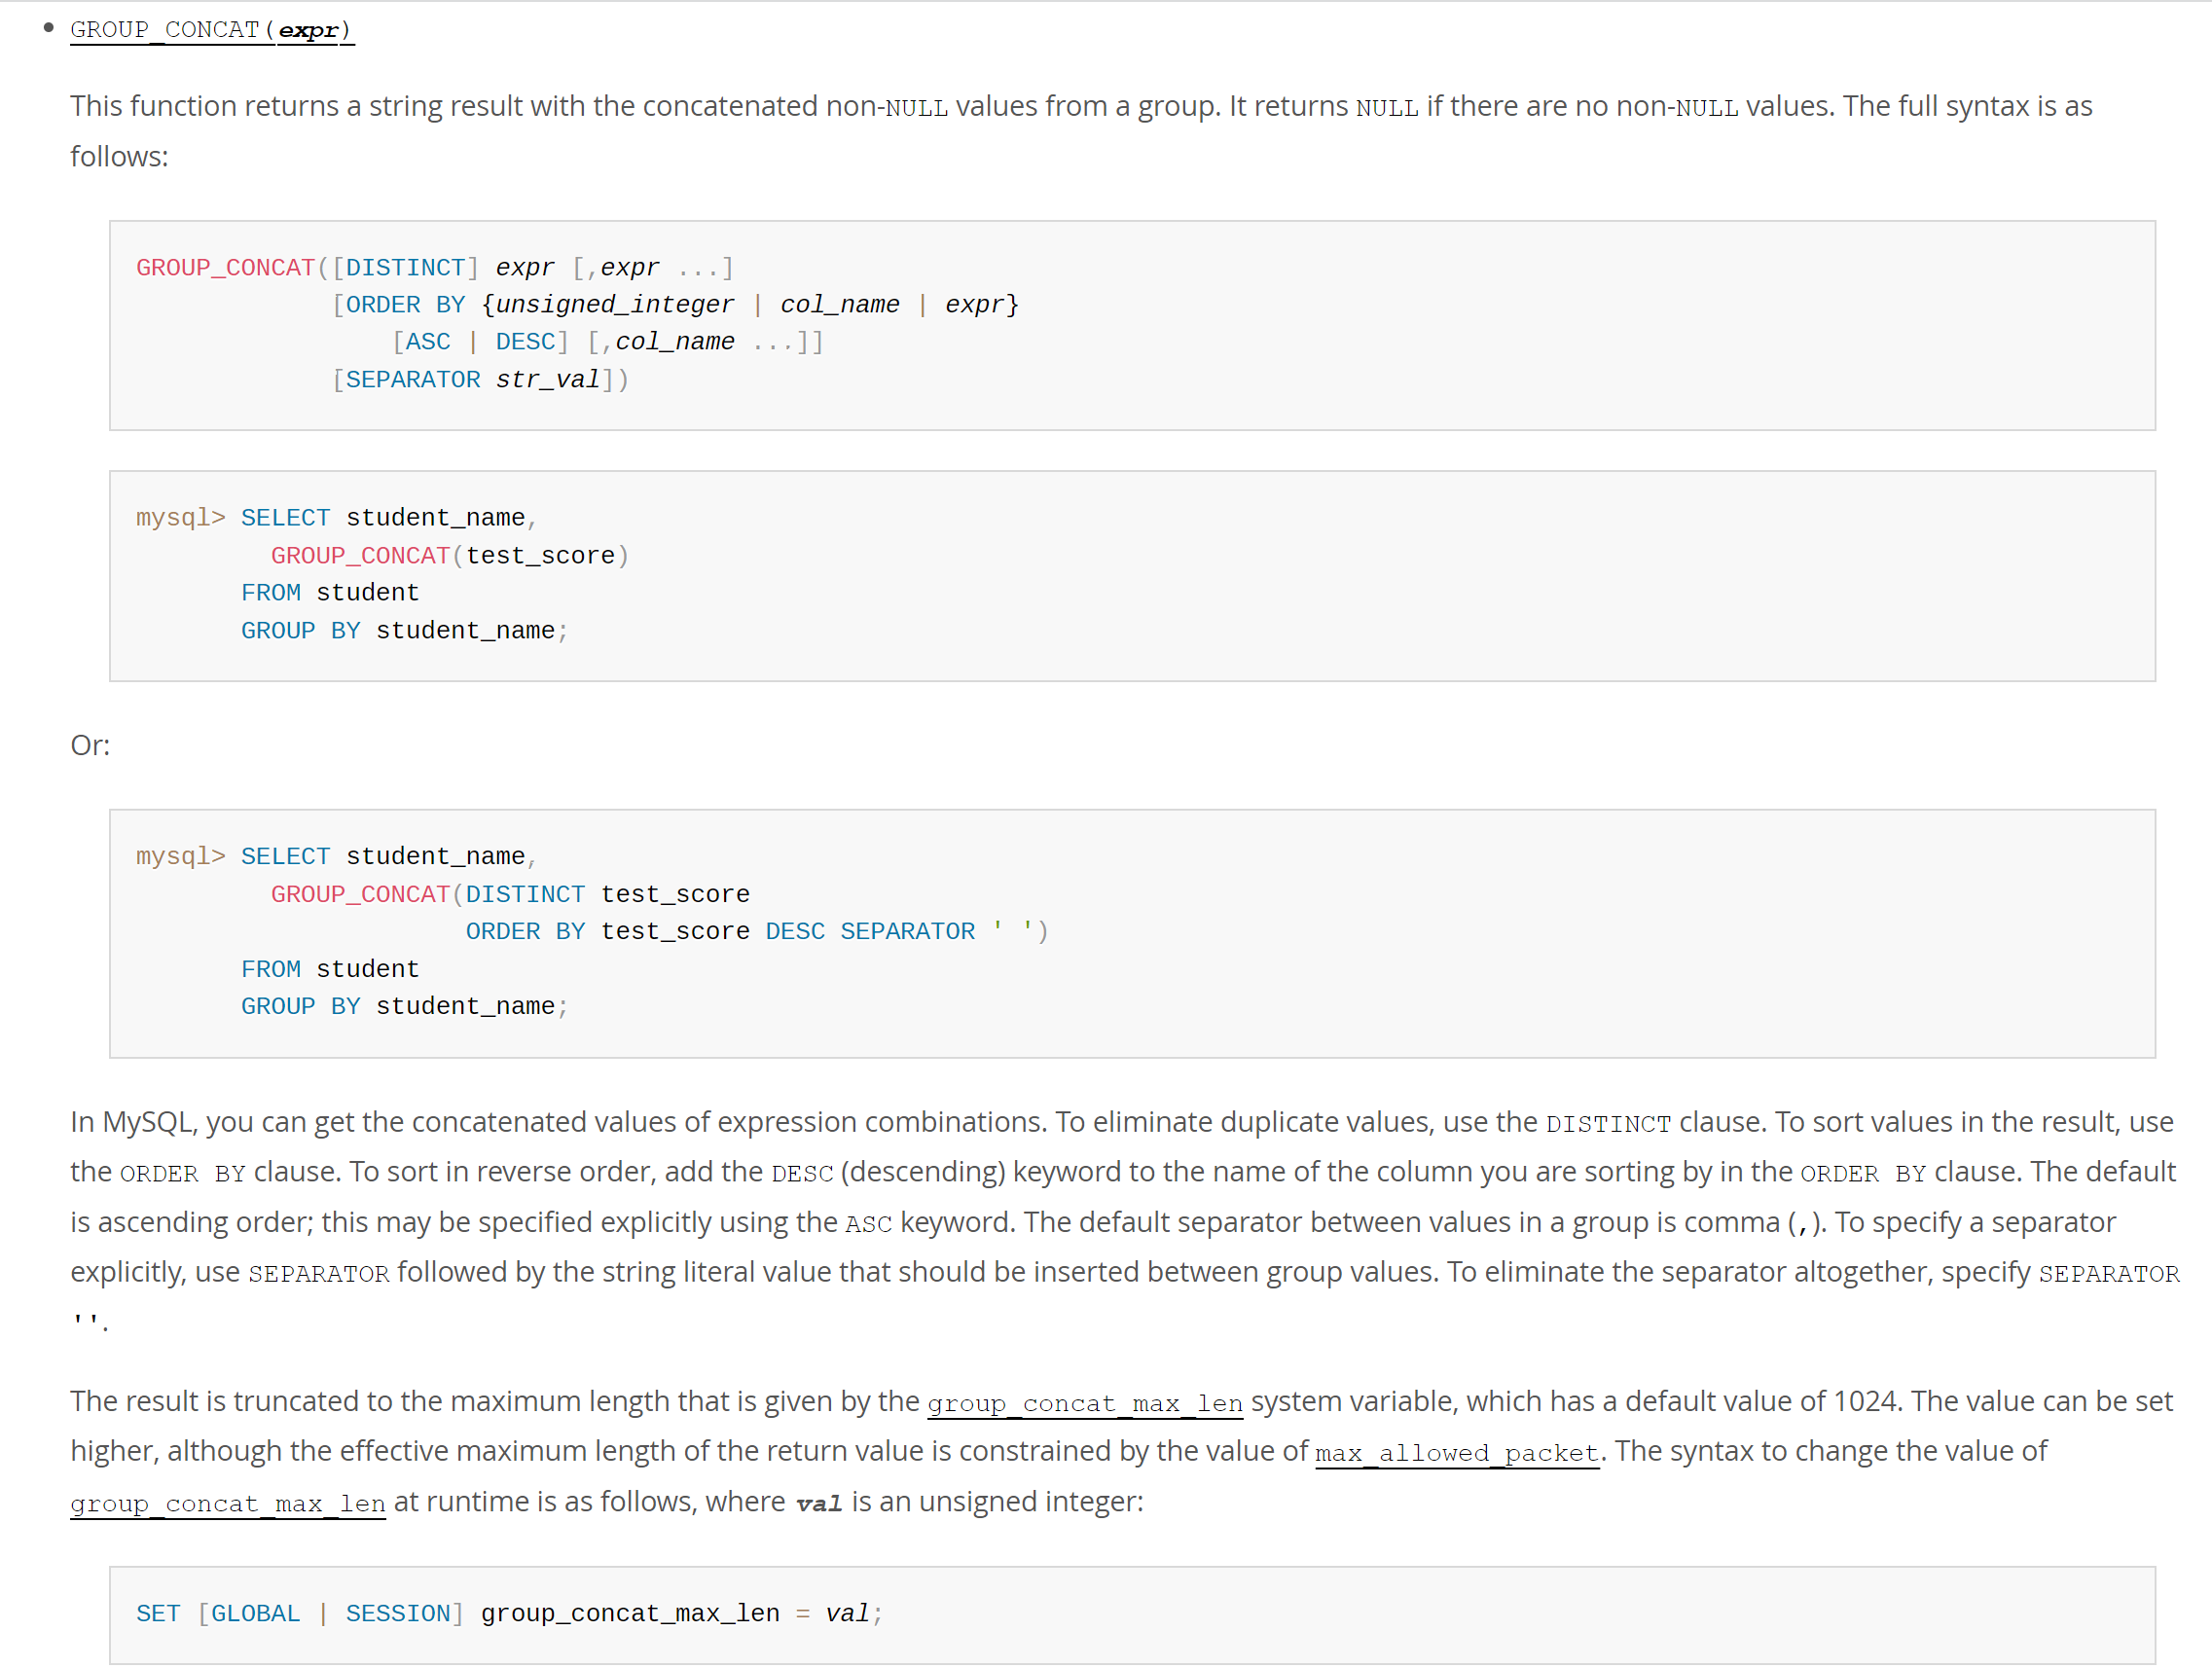 GROUP_CONCAT(expr)
This function returns a string result with the concatenated non-NULL values from a group. It returns NULL if there are no non-NULL values. The full syntax is as
follows:
GROUP_CONCAT([DISTINCT] expr [,expr ...]
[ORDER BY {unsigned_integer | col_name | expr}
[ASC | DESC] [,col_name ...]]
[SEPARATOR str_val])
mysql> SELECT student_name,
GROUP_CONCAT(test_score)
FROM student
GROUP BY student_name;
Or:
mysql> SELECT student_name,
GROUP_CONCAT(DISTINCT test_score
ORDER BY test_score DESC SEPARATOR ' ')
FROM student
GROUP BY student_name;
In MySQL, you can get the concatenated values of expression combinations. To eliminate duplicate values, use the DISTINCT clause. To sort values in the result, use
the ORDER BY clause. To sort in reverse order, add the DESC (descending) keyword to the name of the column you are sorting by in the ORDER BY clause. The default
is ascending order; this may be specified explicitly using the ASC keyword. The default separator between values in a group is comma (,). To specify a separator
explicitly, use SEPARATOR followed by the string literal value that should be inserted between group values. To eliminate the separator altogether, specify SEPARATOR
''.
The result is truncated to the maximum length that is given by the group_concat_max_len system variable, which has a default value of 1024. The value can be set
higher, although the effective maximum length of the return value is constrained by the value of max_allowed_packet. The syntax to change the value of
group_concat_max_len at runtime is as follows, where val is an unsigned integer:
SET [GLOBAL | SESSION] group_concat_max_len = val;